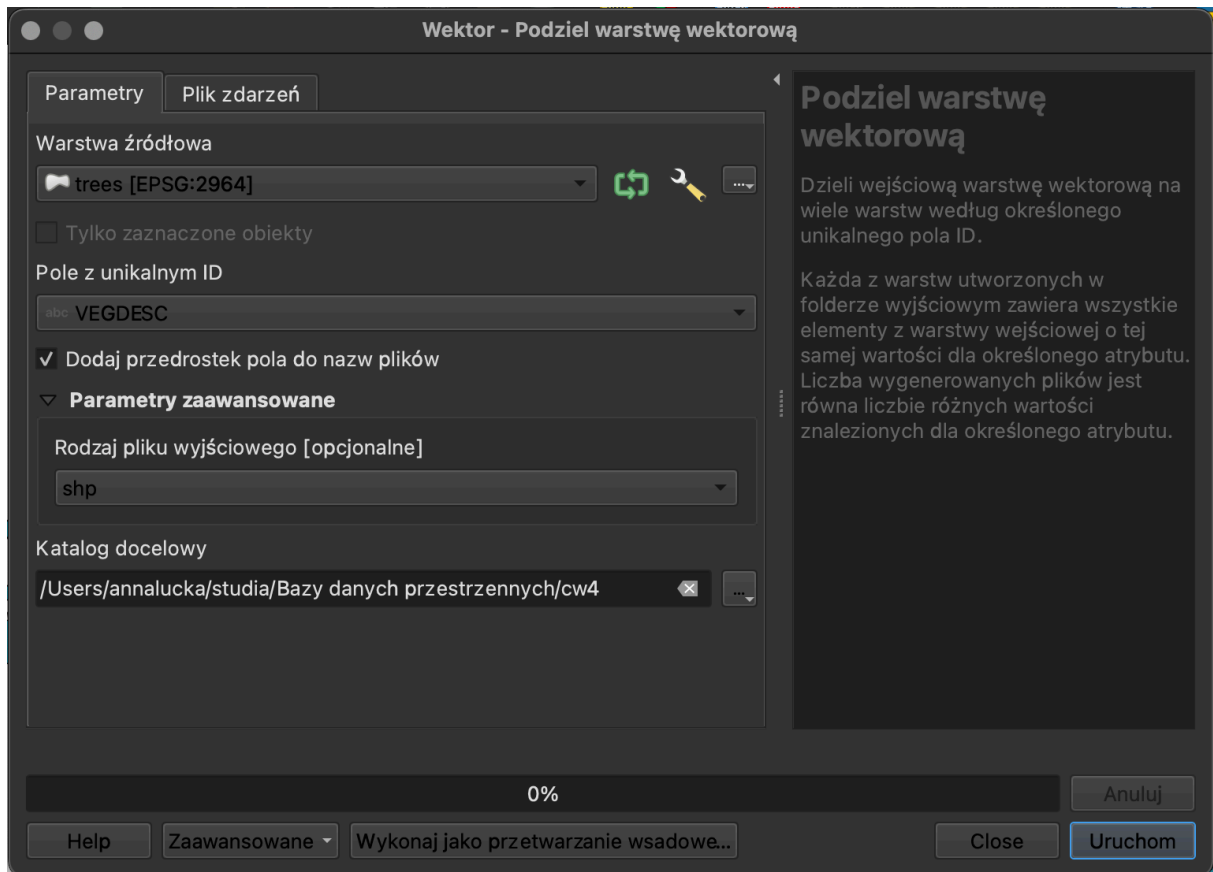 Wektor - Podziel warstwę wektorową
Parametry
Plik zdarzeń
Warstwa źródłowa
trees [EPSG:2964]
...
Tylko zaznaczone obiekty
Pole z unikalnym ID
abc VEGDESC
Dodaj przedrostek pola do nazw plików
Parametry zaawansowane
Rodzaj pliku wyjściowego [opcjonalne]
shp
Katalog docelowy
/Users/annalucka/studia/Bazy danych przestrzennych/cw4
...
Podziel warstwę
wektorową
Dzieli wejściową warstwę wektorową na
wiele warstw według określonego
unikalnego pola ID.
Każda z warstw utworzonych w
folderze wyjściowym zawiera wszystkie
elementy z warstwy wejściowej o tej
samej wartości dla określonego atrybutu.
Liczba wygenerowanych plików jest
równa liczbie różnych wartości
znalezionych dla określonego atrybutu.
0%
Anuluj
Help
Zaawansowane
Wykonaj jako przetwarzanie wsadowe...
Close
Uruchom